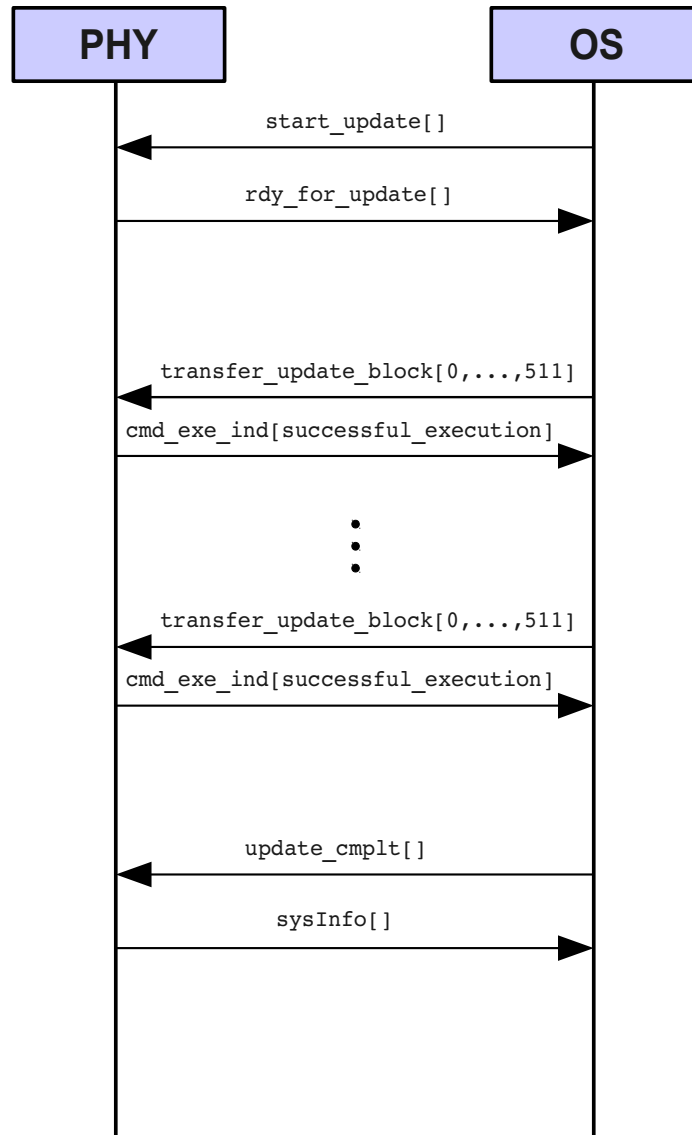 PHY
OS
start_update[]
rdy_for_update[]
transfer_update_block[0,...,511]
cmd_exe_ind[successful_execution]
transfer_update_block[0,...,511]
cmd_exe_ind[successful_execution]
update_cmplt[]
sysInfo[]